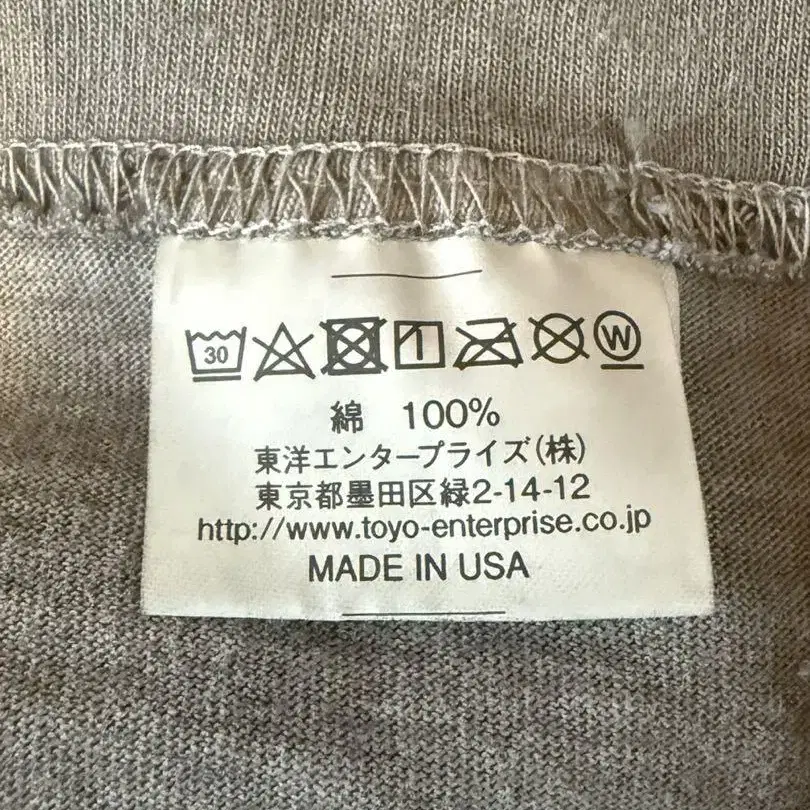 30 W
綿 100%
東洋エンタープライズ(株)
東京都墨田区緑2-14-12
http://www.toyo-enterprise.co.jp
MADE IN USA